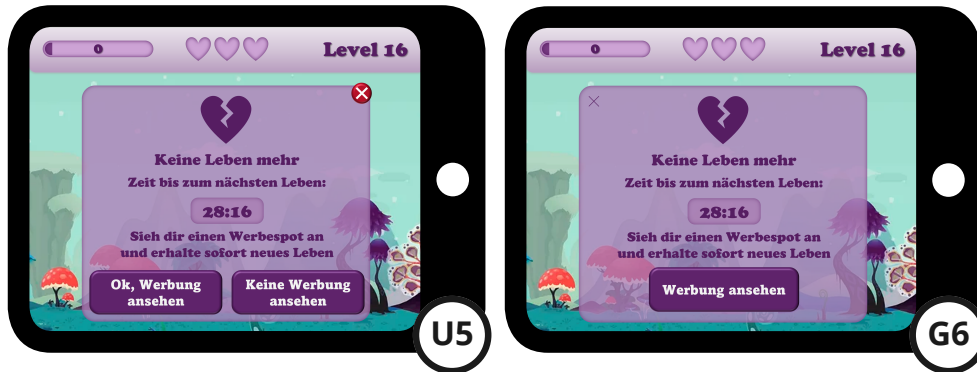 0
Level 16
Keine Leben mehr
Zeit bis zum nächsten Leben:
28:16
Sieh dir einen Werbespot an
und erhalte sofort neues Leben
Ok, Werbung
ansehen
Keine Werbung
ansehen
U5
0
Level 16
Keine Leben mehr
Zeit bis zum nächsten Leben:
28:16
Sieh dir einen Werbespot an
und erhalte sofort neues Leben
Werbung ansehen
G6